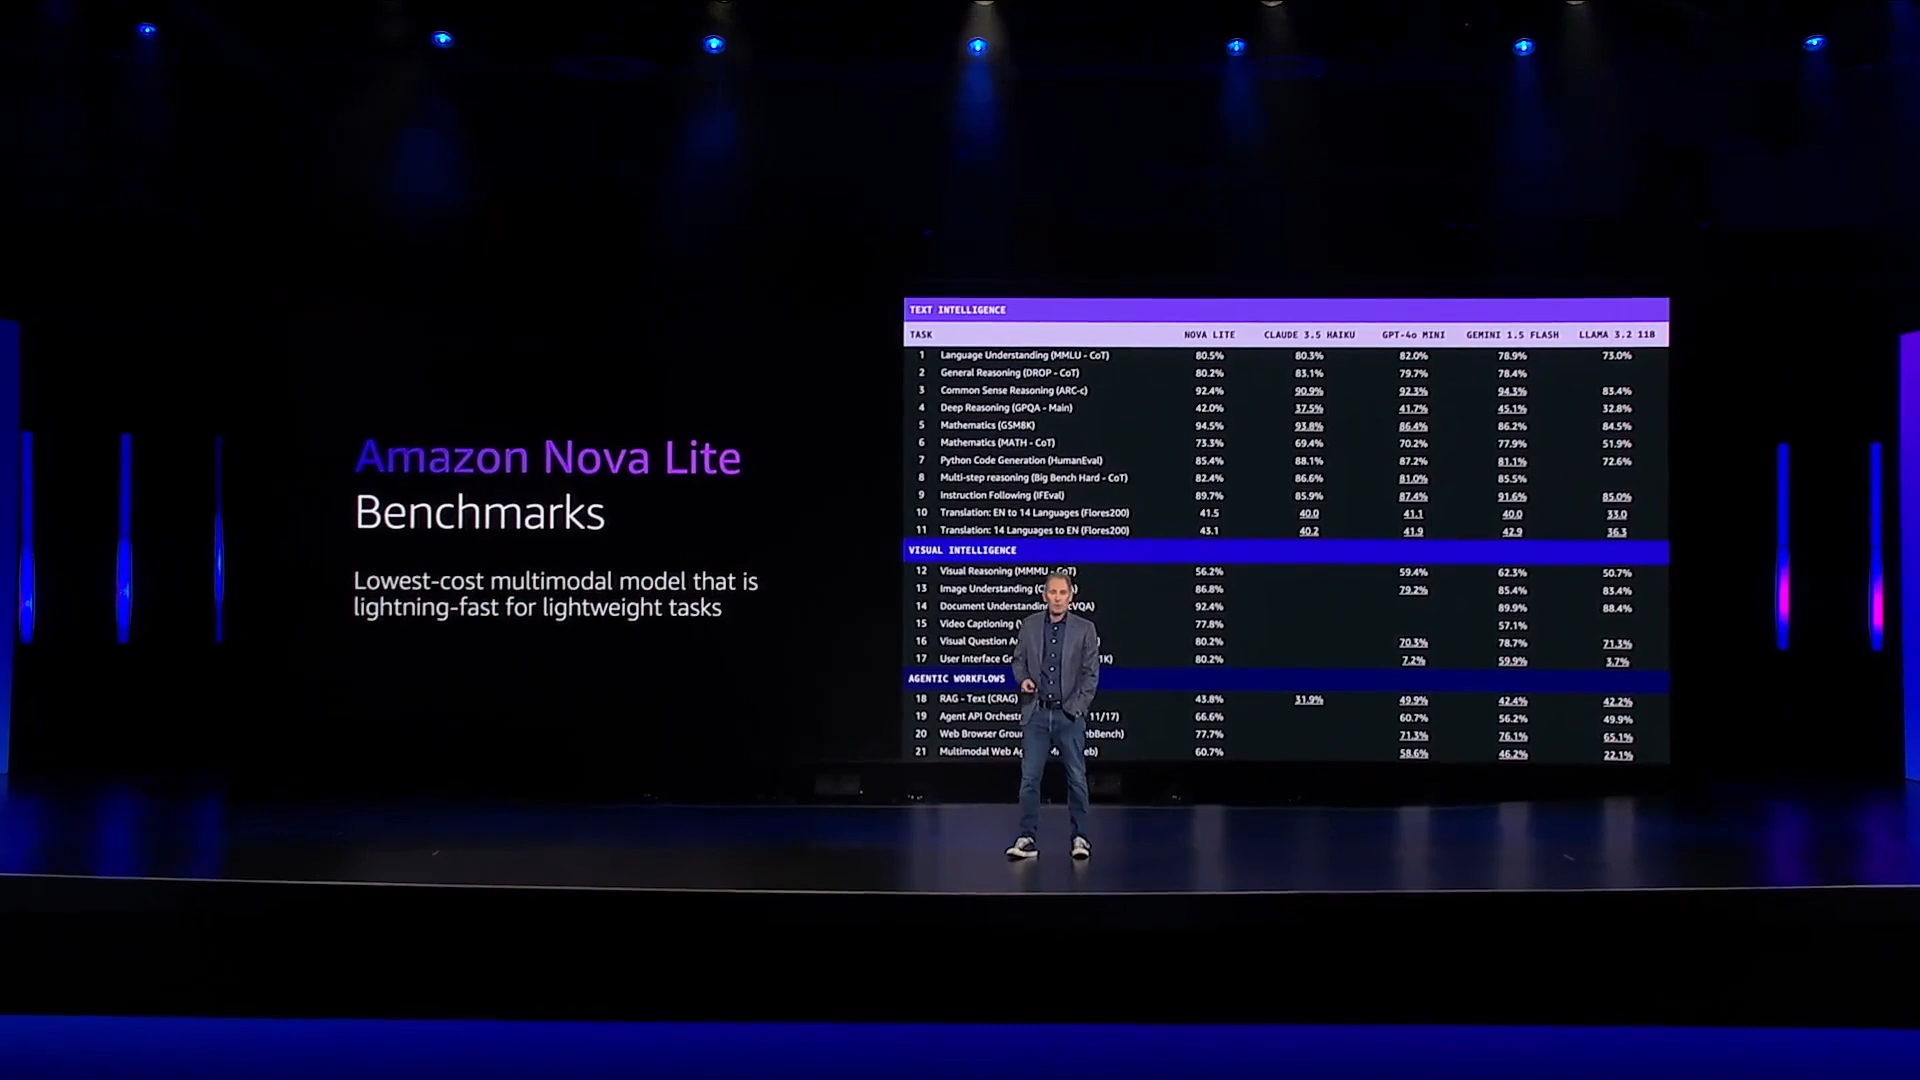 Amazon Nova Lite
Benchmarks
Lowest-cost multimodal model that is
lightning-fast for lightweight tasks
TEXT INTELLIGENCE
TASK NOVA LITE CLAUDE 3.5 HAIKU GPT-4o MINI GEMINI 1.5 FLASH LLAMA 3.2 11B
1 Language Understanding (MMLU - CoT) 80.5% 80.3% 82.0% 78.9% 73.0%
2 General Reasoning (DROP - CoT) 80.2% 83.1% 79.7% 78.4%
3 Common Sense Reasoning (ARC-c) 92.4% 90.9% 92.3% 94.3% 83.4%
4 Deep Reasoning (GPQA - Main) 42.0% 37.5% 41.7% 45.1% 32.8%
5 Mathematics (GSM8K) 94.5% 93.8% 86.4% 86.2% 84.5%
6 Mathematics (MATH - CoT) 73.3% 69.4% 70.2% 77.9% 51.9%
7 Python Code Generation (HumanEval) 85.4% 88.1% 87.2% 81.1% 72.6%
8 Multi-step reasoning (Big Bench Hard - CoT) 82.4% 86.6% 81.0% 85.5%
9 Instruction Following (IFEval) 89.7% 85.9% 87.4% 91.6% 85.0%
10 Translation: EN to 14 Languages (Flores200) 41.5 40.0 41.1 40.0 33.0
11 Translation: 14 Languages to EN (Flores200) 43.1 40.2 41.9 42.9 36.3
VISUAL INTELLIGENCE
12 Visual Reasoning (MMMU - CoT) 56.2% 59.4% 62.3% 50.7%
13 Image Understanding 86.8% 79.2% 85.4% 83.4%
14 Document 92.4% 89.9% 88.4%
15 Video Captioning 77.8% 57.1%
16 Visual Question 80.2% 70.3% 78.7% 71.3%
17 User Interface 1K) 80.2% 7.2% 59.9% 3.7%
AGENTIC WORKFLOWS
18 RAG - Text (CRAG) 43.8% 31.9% 49.9% 42.4% 42.2%
19 Agent API 11/17) 66.6% 60.7% 56.2% 49.9%
20 Web Browser 77.7% 71.3% 76.1% 65.1%
21 Multimodal Web 60.7% 58.6% 46.2% 22.1%